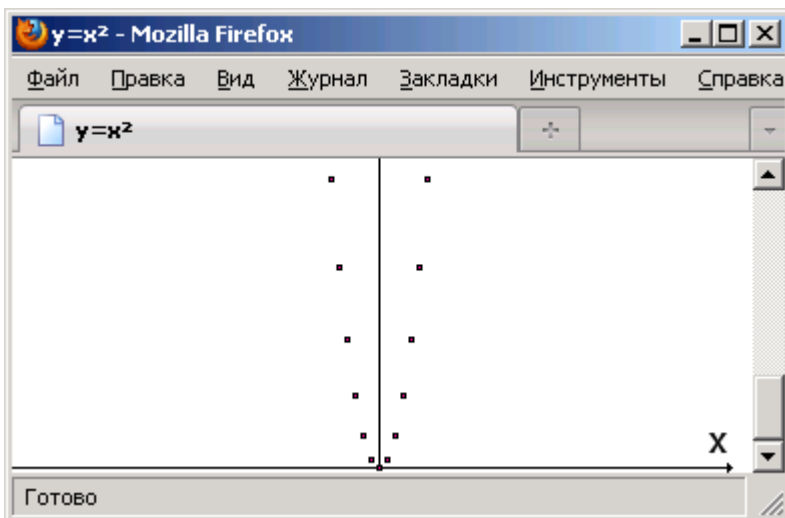 y=x² - Mozilla Firefox
Файл Правка Вид Журнал Закладки Инструменты Справка
y=x²
X
Готово